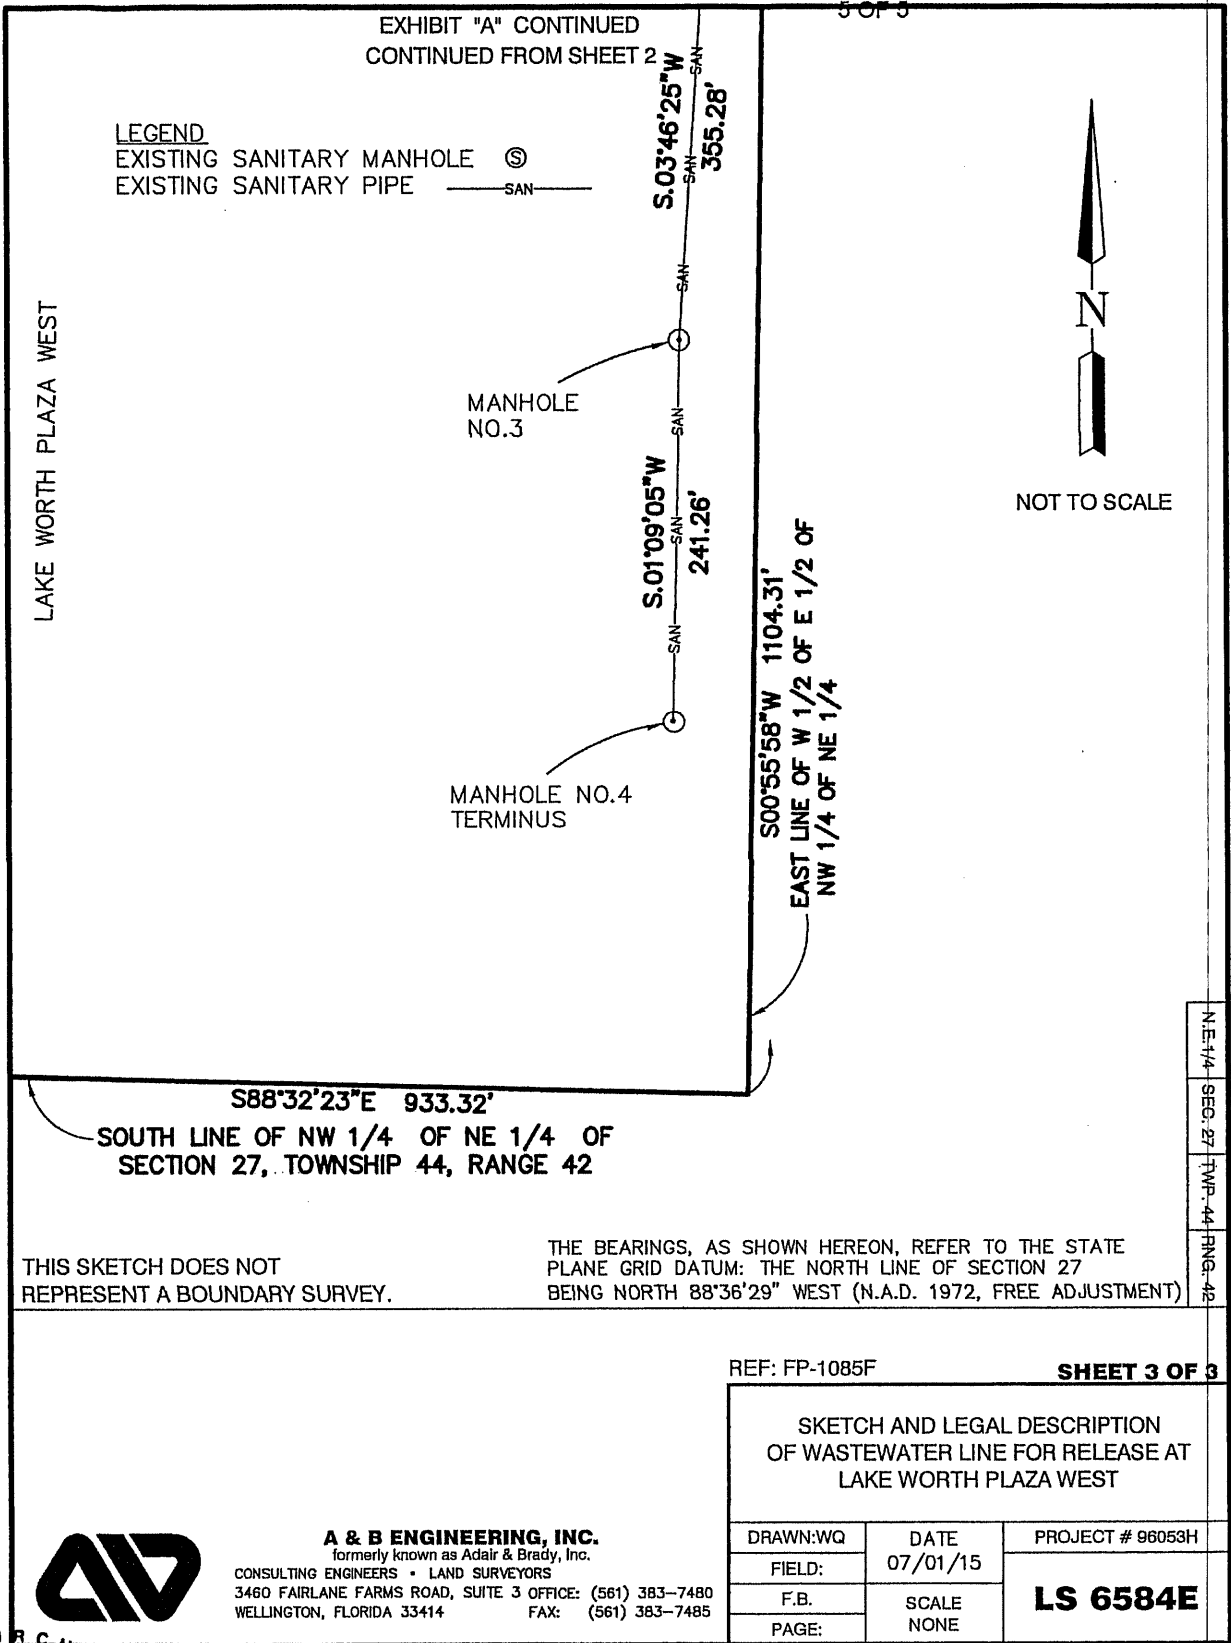 5 OF 5
EXHIBIT "A" CONTINUED
CONTINUED FROM SHEET 2
LEGEND
EXISTING SANITARY MANHOLE Ⓢ
EXISTING SANITARY PIPE SAN
S.03°46'25"W
355.28'
SAN
SAN
SAN
LAKE WORTH PLAZA WEST
N
NOT TO SCALE
MANHOLE
NO.3
SAN
S.01°09'05"W
241.26'
SAN
SAN
MANHOLE NO.4
TERMINUS
S00°55'58"W 1104.31'
EAST LINE OF W 1/2 OF E 1/2 OF
NW 1/4 OF NE 1/4
S88°32'23"E 933.32'
SOUTH LINE OF NW 1/4 OF NE 1/4 OF
SECTION 27, TOWNSHIP 44, RANGE 42
N.E.1/4 SEC. 27 TWP. 44 RNG. 42
THIS SKETCH DOES NOT
REPRESENT A BOUNDARY SURVEY.
THE BEARINGS, AS SHOWN HEREON, REFER TO THE STATE
PLANE GRID DATUM: THE NORTH LINE OF SECTION 27
BEING NORTH 88°36'29" WEST (N.A.D. 1972, FREE ADJUSTMENT)
REF: FP-1085F
SHEET 3 OF 3
SKETCH AND LEGAL DESCRIPTION
OF WASTEWATER LINE FOR RELEASE AT
LAKE WORTH PLAZA WEST
A & B ENGINEERING, INC.
formerly known as Adair & Brady, Inc.
CONSULTING ENGINEERS • LAND SURVEYORS
3460 FAIRLANE FARMS ROAD, SUITE 3 OFFICE: (561) 383-7480
WELLINGTON, FLORIDA 33414 FAX: (561) 383-7485
DRAWN:WQ
FIELD:
F.B.
PAGE:
DATE
07/01/15
SCALE
NONE
PROJECT # 96053H
LS 6584E